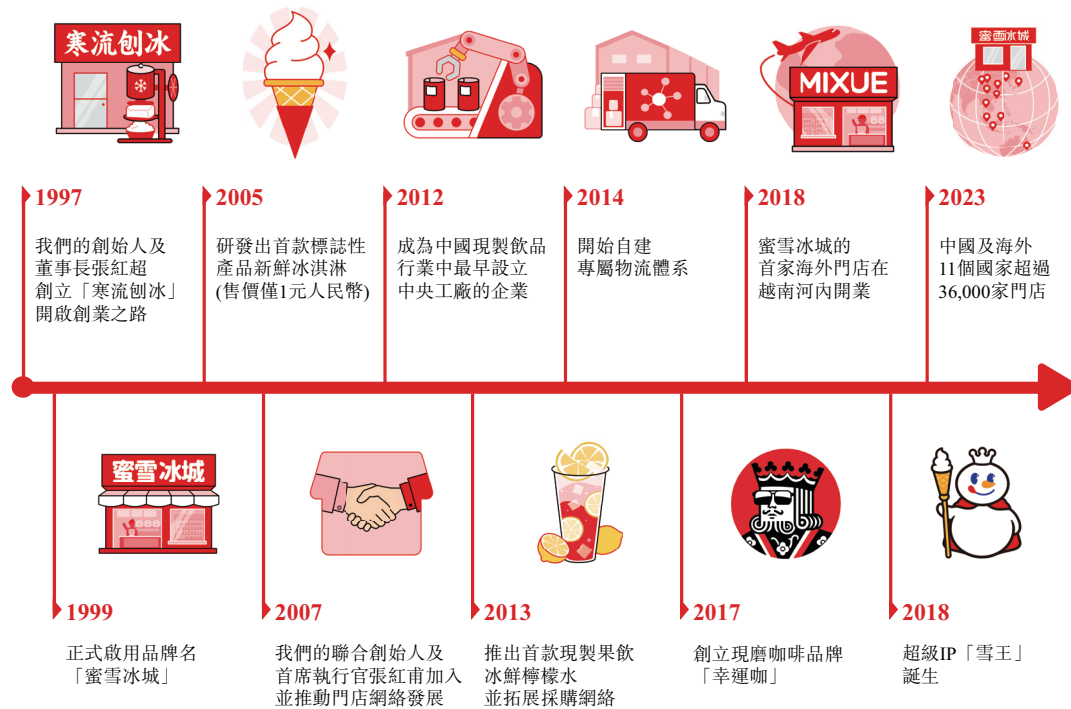 寒流刨冰
MIXUE
蜜雪冰城
1997
我們的創始人及
董事長張紅超
創立「寒流刨冰」
開啟創業之路
2005
研發出首款標誌性
產品新鮮冰淇淋
(售價僅1元人民幣)
2012
成為中國現製飲品
行業中最早設立
中央工廠的企業
2014
開始自建
專屬物流體系
2018
蜜雪冰城的
首家海外門店在
越南河內開業
2023
中國及海外
11個國家超過
36,000家門店
蜜雪冰城
1999
正式啟用品牌名
「蜜雪冰城」
2007
我們的聯合創始人及
首席執行官張紅甫加入
並推動門店網絡發展
2013
推出首款現製果飲
冰鮮檸檬水
並拓展採購網絡
2017
創立現磨咖啡品牌
「幸運咖」
2018
超級IP「雪王」
誕生